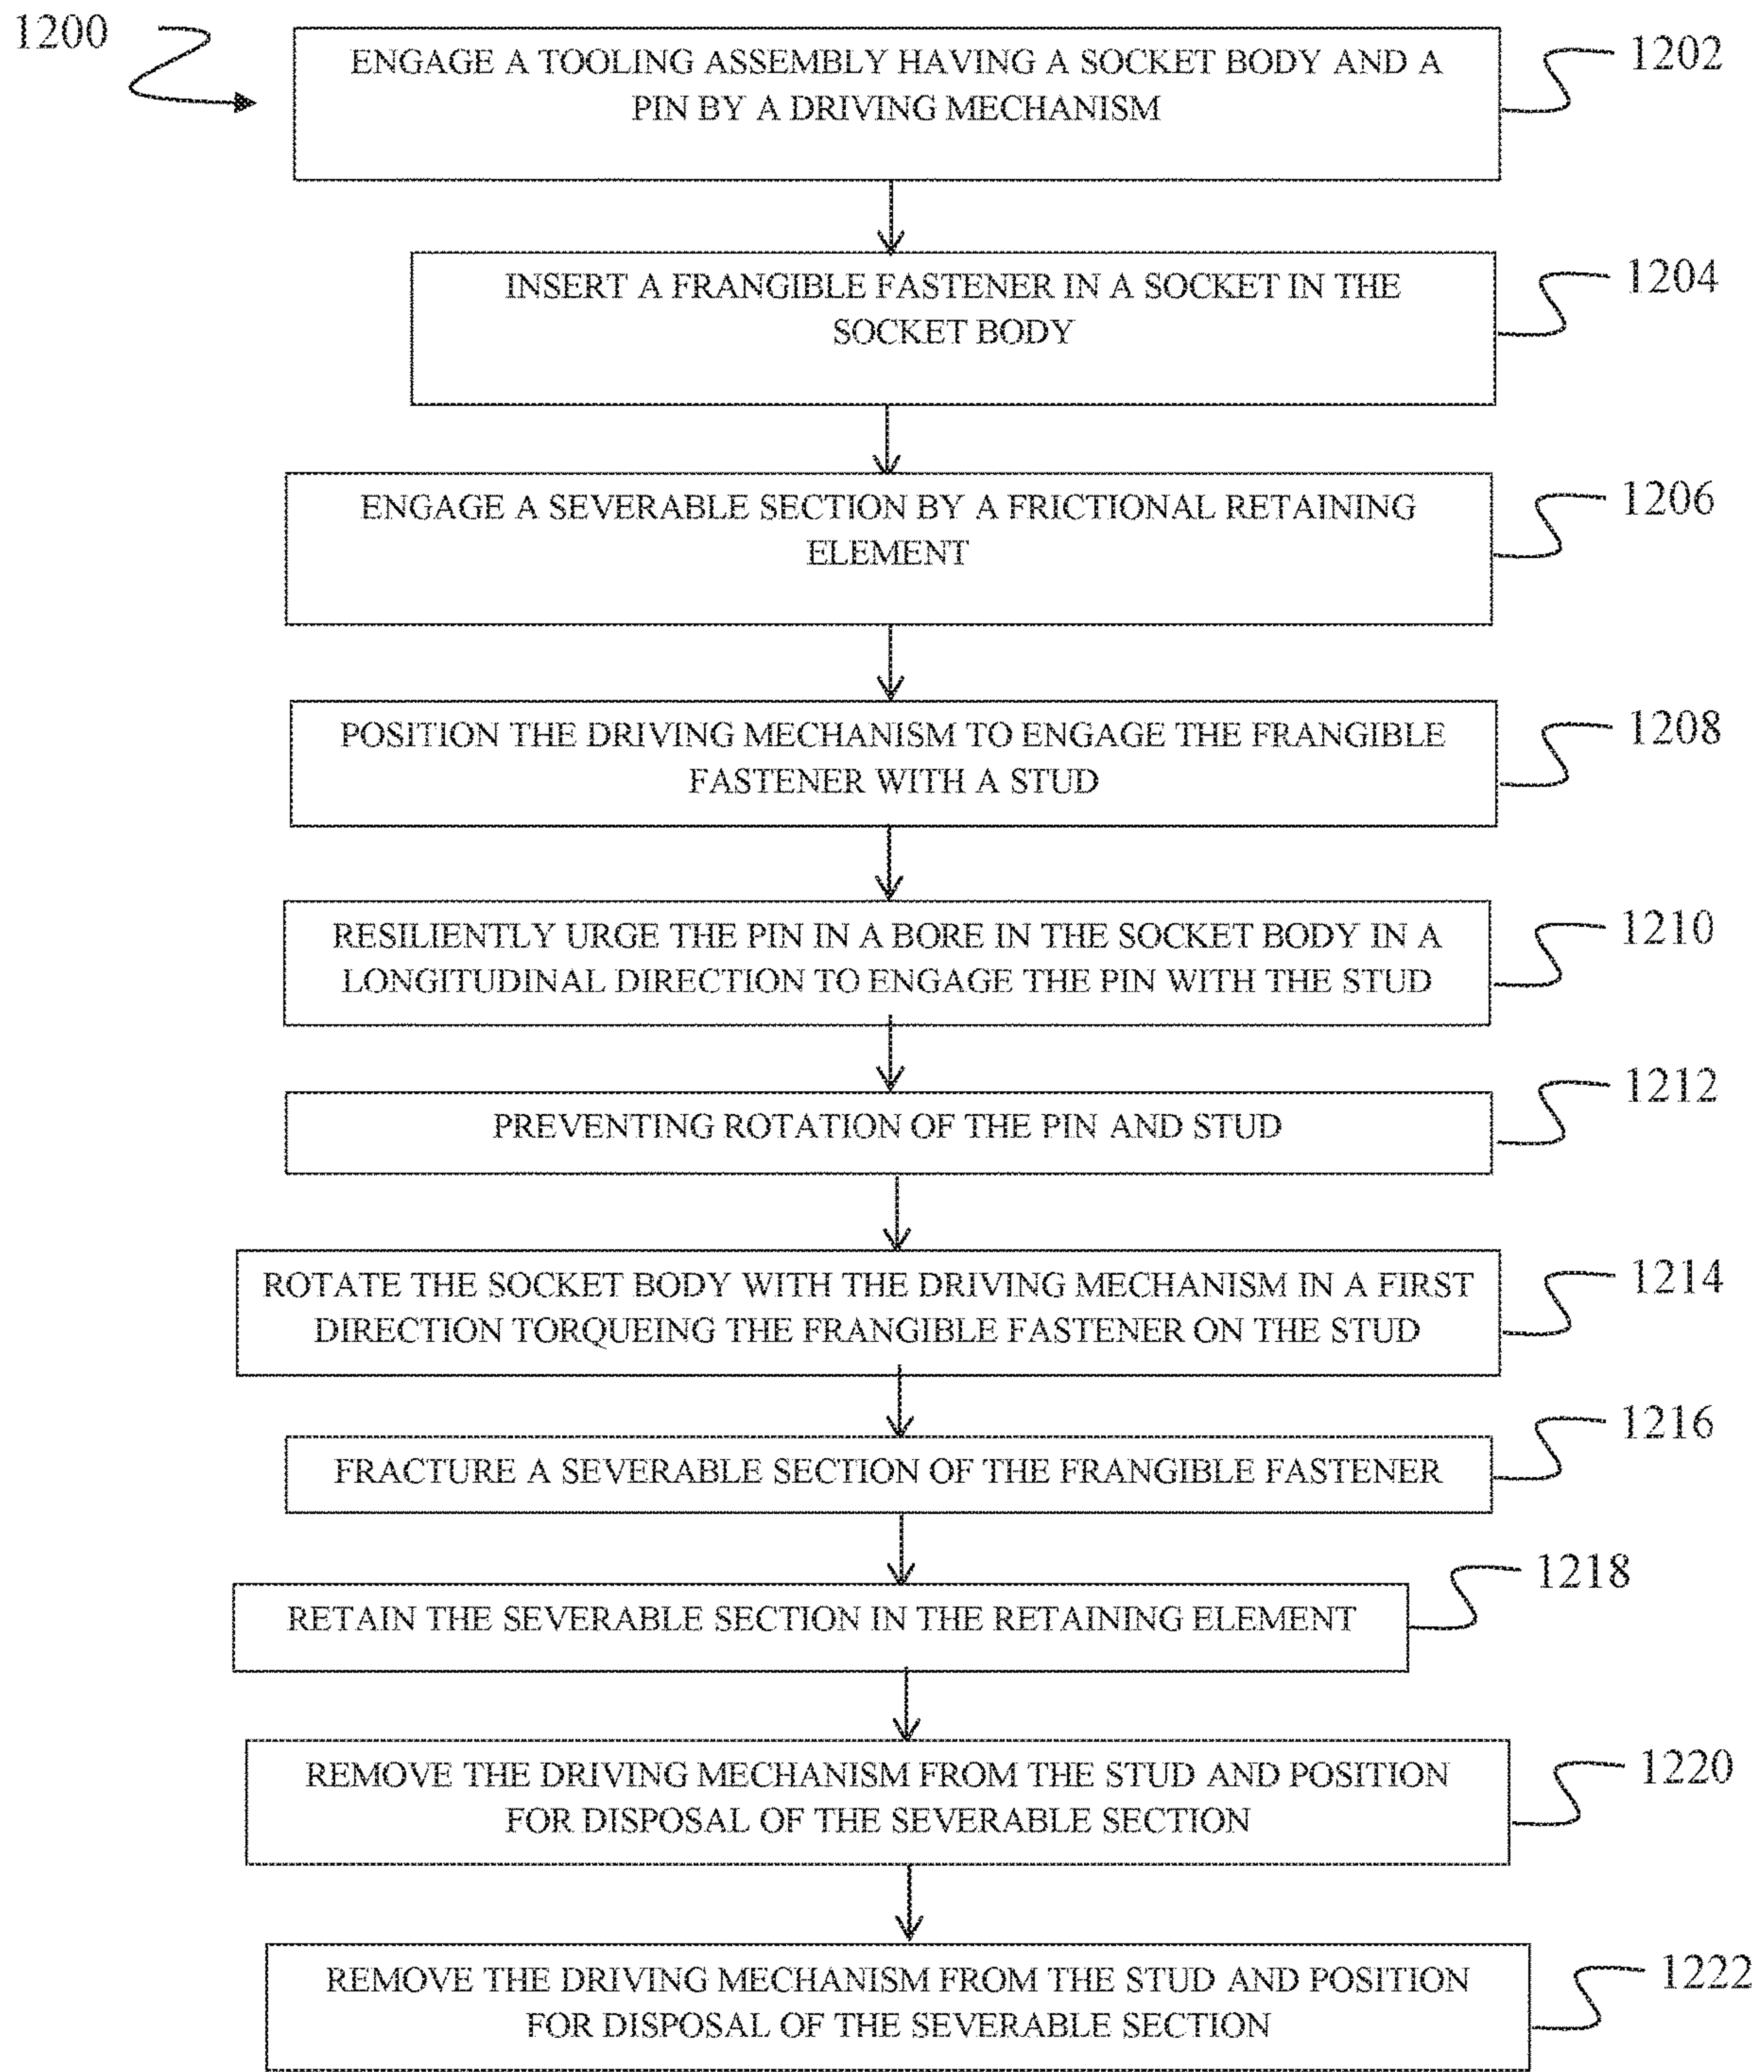 1200
ENGAGE A TOOLING ASSEMBLY HAVING A SOCKET BODY AND A
PIN BY A DRIVING MECHANISM
1202
INSERT A FRANGIBLE FASTENER IN A SOCKET IN THE
SOCKET BODY
1204
ENGAGE A SEVERABLE SECTION BY A FRICTIONAL RETAINING
ELEMENT
1206
POSITION THE DRIVING MECHANISM TO ENGAGE THE FRANGIBLE
FASTENER WITH A STUD
1208
RESILIENTLY URGE THE PIN IN A BORE IN THE SOCKET BODY IN A
LONGITUDINAL DIRECTION TO ENGAGE THE PIN WITH THE STUD
1210
PREVENTING ROTATION OF THE PIN AND STUD
1212
ROTATE THE SOCKET BODY WITH THE DRIVING MECHANISM IN A FIRST
DIRECTION TORQUEING THE FRANGIBLE FASTENER ON THE STUD
1214
FRACTURE A SEVERABLE SECTION OF THE FRANGIBLE FASTENER
1216
RETAIN THE SEVERABLE SECTION IN THE RETAINING ELEMENT
1218
REMOVE THE DRIVING MECHANISM FROM THE STUD AND POSITION
FOR DISPOSAL OF THE SEVERABLE SECTION
1220
REMOVE THE DRIVING MECHANISM FROM THE STUD AND POSITION
FOR DISPOSAL OF THE SEVERABLE SECTION
1222